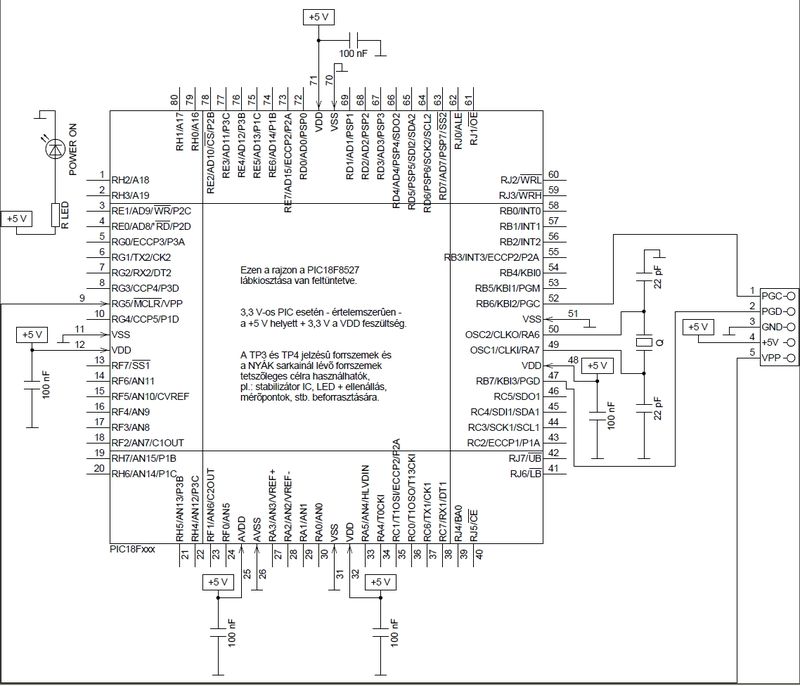 +5 V
100 nF
71
70
80
79
78
77
76
75
74
73
72
69
68
67
66
65
64
63
62
61
RH1/A17
RH0/A16
RE2/AD10/CS/P2B
RE3/AD11/P3C
RE4/AD12/P3B
RE5/AD13/P1C
RE6/AD14/P1B
RE7/AD15/ECCP2/P2A
RD0/AD0/PSP0
VDD
VSS
RD1/AD1/PSP1
RD2/AD2/PSP2
RD3/AD3/PSP3
RD4/AD4/PSP4/SDO2
RD5/PSP5/SDI2/SDA2
RD6/PSP6/SCK2/SCL2
RD7/AD7/PSP7/SS2
RJ0/ALE
RJ1/OE
POWER ON
R LED
+5 V
1 RH2/A18
2 RH3/A19
3 RE1/AD9/WR/P2C
4 RE0/AD8/*RD/P2D
5 RG0/ECCP3/P3A
6 RG1/TX2/CK2
7 RG2/RX2/DT2
8 RG3/CCP4/P3D
9 RG5/MCLR/VPP
10 RG4/CCP5/P1D
11 VSS
12 VDD
13 RF7/SS1
14 RF6/AN11
15 RF5/AN10/CVREF
16 RF4/AN9
17 RF3/AN8
18 RF2/AN7/C1OUT
19 RH7/AN15/P1B
20 RH6/AN14/P1C
+5 V
100 nF
Ezen a rajzon a PIC18F8527
lábkiosztása van feltüntetve.
3,3 V-os PIC esetén - értelemszerűen -
a +5 V helyett + 3,3 V a VDD feszültség.
A TP3 és TP4 jelzésű forrszemek és
a NYÁK sarkainál lévő forrszemek
tetszőleges célra használhatók,
pl.: stabilizátor IC, LED + ellenállás,
mérőpontok, stb. beforrasztására.
RJ2/WRL 60
RJ3/WRH 59
RB0/INT0 58
RB1/INT1 57
RB2/INT2 56
RB3/INT3/ECCP2/P2A 55
RB4/KBI0 54
RB5/KBI1/PGM 53
RB6/KBI2/PGC 52
VSS 51
OSC2/CLKO/RA6 50
OSC1/CLKI/RA7 49
VDD 48
RB7/KBI3/PGD 47
RC5/SDO1 46
RC4/SDI1/SDA1 45
RC3/SCK1/SCL1 44
RC2/ECCP1/P1A 43
RJ7/UB 42
RJ6/LB 41
22 pF
Q
22 pF
+5 V
100 nF
+5 V
1 PGC
2 PGD
3 GND
4 +5V
5 VPP
RH5/AN13/P3B
RH4/AN12/P3C
RF1/AN6/C2OUT
RF0/AN5
AVDD
AVSS
RA3/AN3/VREF+
RA2/AN2/VREF-
RA1/AN1
RA0/AN0
VSS
VDD
RA5/AN4/HLVDIN
RA4/T0CKI
RC1/T1OSI/ECCP2/P2A
RC0/T1OSO/T13CKI
RC6/TX1/CK1
RC7/RX1/DT1
RJ4/BA0
RJ5/CE
PIC18Fxxx
21
22
23
24
25
26
27
28
29
30
31
32
33
34
35
36
37
38
39
40
+5 V
100 nF
+5 V
100 nF